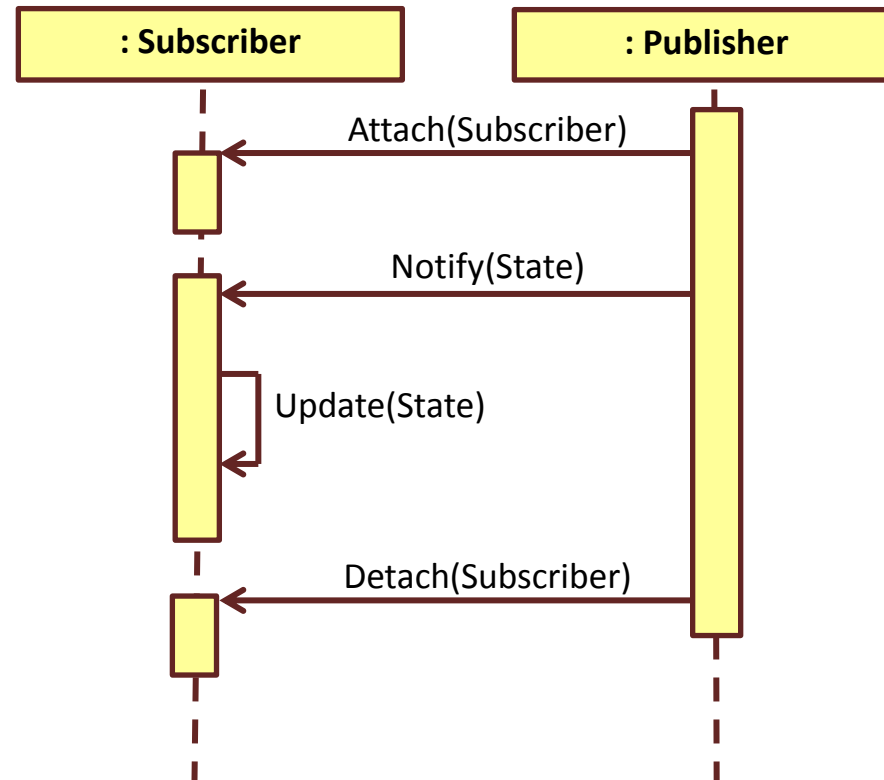 : Subscriber
: Publisher
Attach(Subscriber)
Notify(State)
Update(State)
Detach(Subscriber)